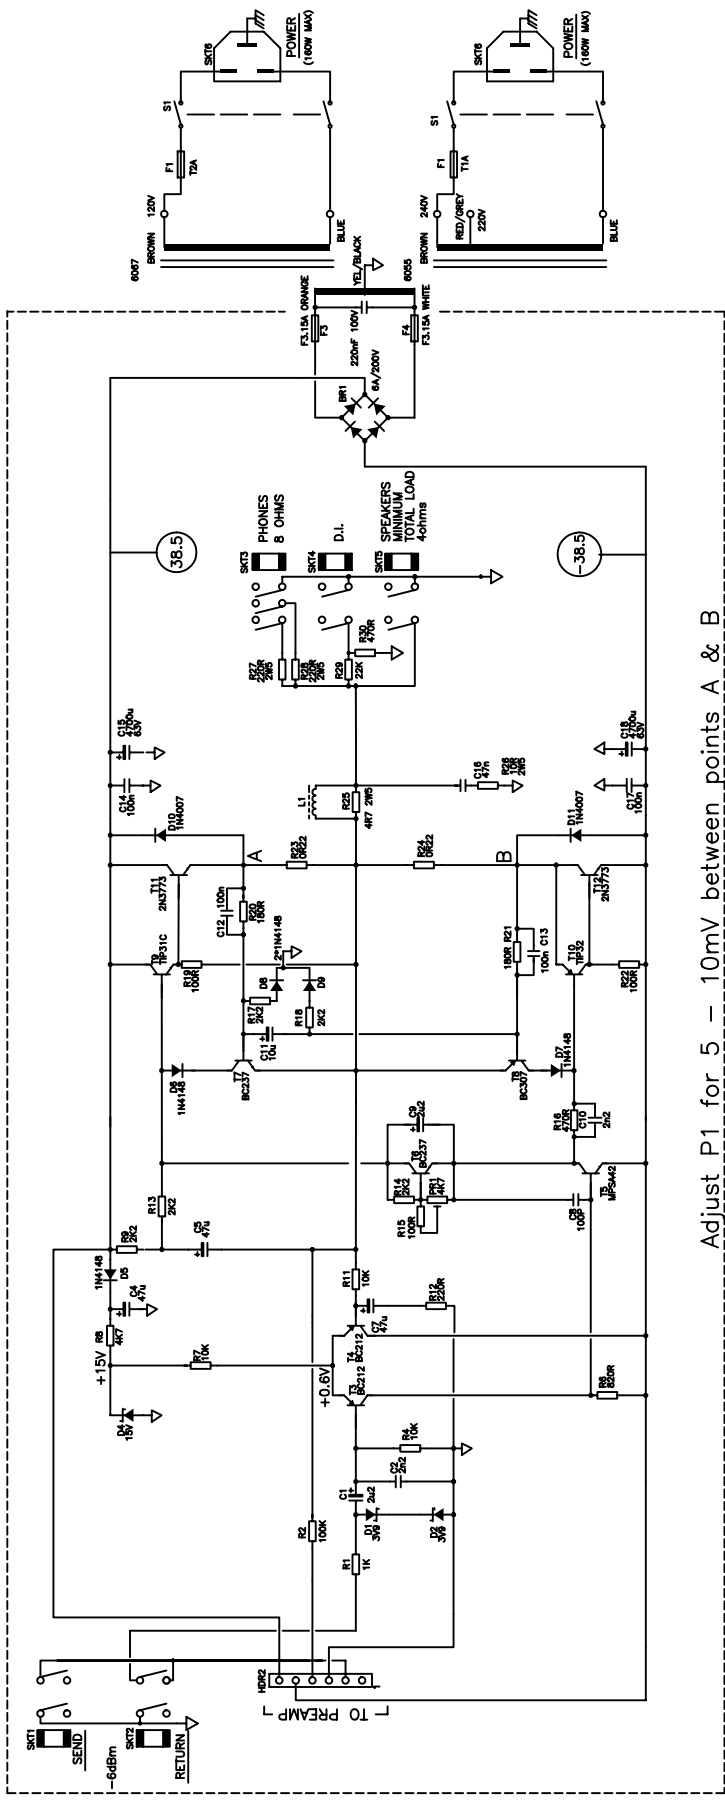 SKT6
POWER
(160W MAX)
S1
F1
T2A
120V
BROWN
BLUE
6067
SKT6
POWER
(160W MAX)
S1
F1
T1A
240V
BROWN
RED/GREY
220V
BLUE
6055
YEL/BLACK
F3.15A ORANGE
F3
220nF 100V
F4
F3.15A WHITE
BR1
6A/200V
38.5
-38.5
PHONES
8 OHMS
SKT3
D.I.
SKT4
SPEAKERS
MINIMUM
TOTAL LOAD
4ohms
SKT5
R27
220R
2W5
R28
220R
2W5
R29
22K
R30
470R
C15
4700u
63V
C14
100n
C18
4700u
63V
C17
100n
L1
R25
2W5
4R7
C16
47n
R26
10R
2W5
D10
1N4007
D11
1N4007
A
B
R23
0R22
R24
0R22
T11
2N3773
T12
2N3773
C12
100n
R20
180R
R21
180R
C13
100n
T9
TIP31C
R19
100R
T10
TIP32
R22
100R
2*1N4148
D8
D9
R17
2K2
R18
2K2
C11
10u
D6
1N4148
T7
BC237
T8
BC307
D7
1N4148
R16
470R
C10
2n2
C9
2u2
T6
BC237
R14
2K2
PR1
4K7
R15
100R
C8
100P
T5
MPSA42
R13
2K2
R9
2K2
C5
47u
1N4148
D5
C4
47u
R8
4K7
+15V
R7
10K
D4
15V
R11
10K
C7
47u
R12
220R
T4
BC212
T3
BC212
+0.6V
R6
820R
R4
10K
C2
2n2
C1
2u2
D1
3V9
D2
3V9
R2
100K
R1
1K
HDR2
TO PREAMP
SKT1
SEND
-6dBm
SKT2
RETURN
Adjust P1 for 5 - 10mV between points A & B